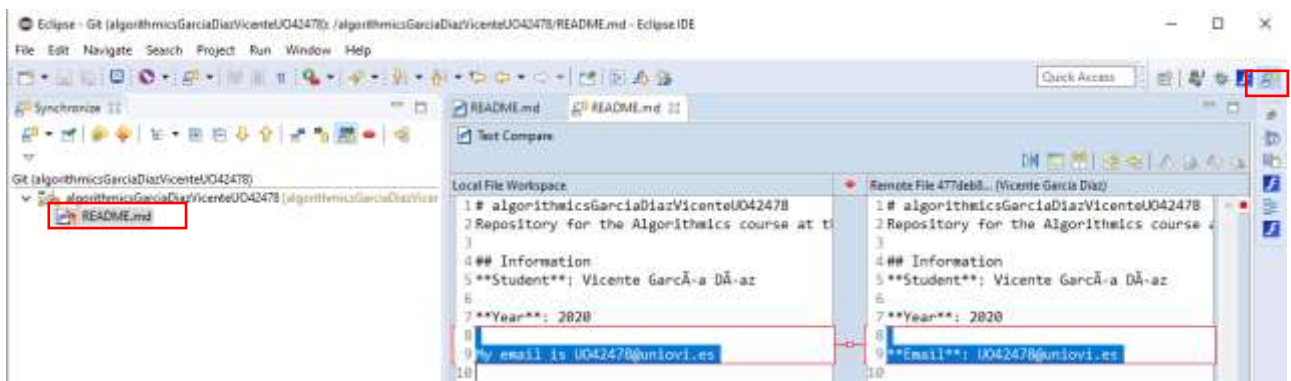 Eclipse - Git (algorithmicsGarciaDiazVicenteUO42478): /algorithmicsGarciaDiazVicenteUO42478/README.md - Eclipse IDE
File Edit Navigate Search Project Run Window Help
Quick Access
Synchronize
README.md
README.md
Text Compare
Git (algorithmicsGarciaDiazVicenteUO42478)
algorithmicsGarciaDiazVicenteUO42478 [algorithmicsGarciaDiazVicer
README.md
Local File Workspace
1 # algorithmicsGarciaDiazVicenteUO42478
2 Repository for the Algorithmics course at t
3
4 ## Information
5 **Student**: Vicente GarcÃ-a DÃ-az
6
7 **Year**: 2020
8
9 My email is UO42478@uniovi.es
10
Remote File 477deb8... (Vicente Garcia Diaz)
1 # algorithmicsGarciaDiazVicenteUO42478
2 Repository for the Algorithmics course
3
4 ## Information
5 **Student**: Vicente GarcÃ-a DÃ-az
6
7 **Year**: 2020
8
9 **Email**: UO42478@uniovi.es
10